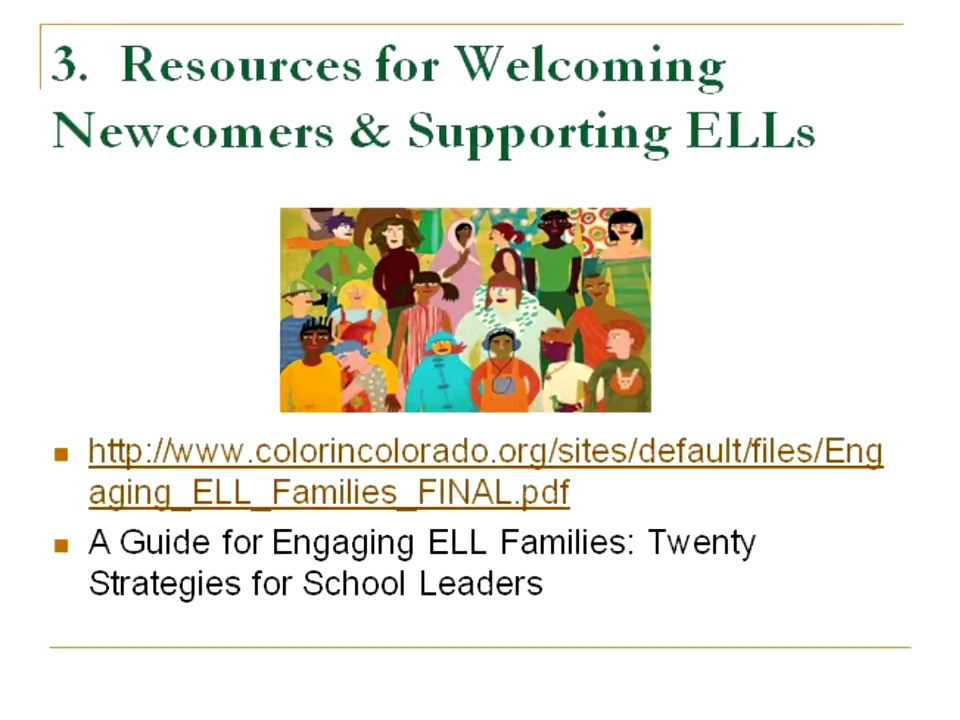 3. Resources for Welcoming
Newcomers & Supporting ELLs
http://www.colorincolorado.org/sites/default/files/Eng
aging_ELL_Families_FINAL.pdf
A Guide for Engaging ELL Families: Twenty
Strategies for School Leaders